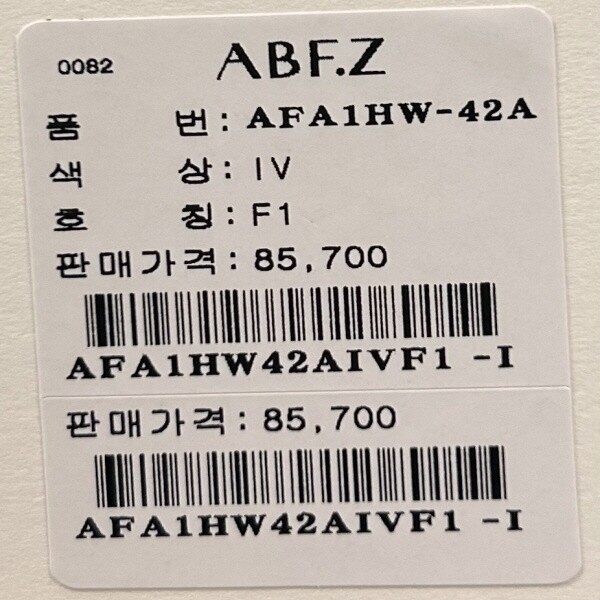 0082 ABF.Z
품 번 : AFA1HW-42A
색 상 : IV
호 칭 : F1
판매가격 : 85,700
AFA1HW42AIVF1 -I
판매가격 : 85,700
AFA1HW42AIVF1 -I